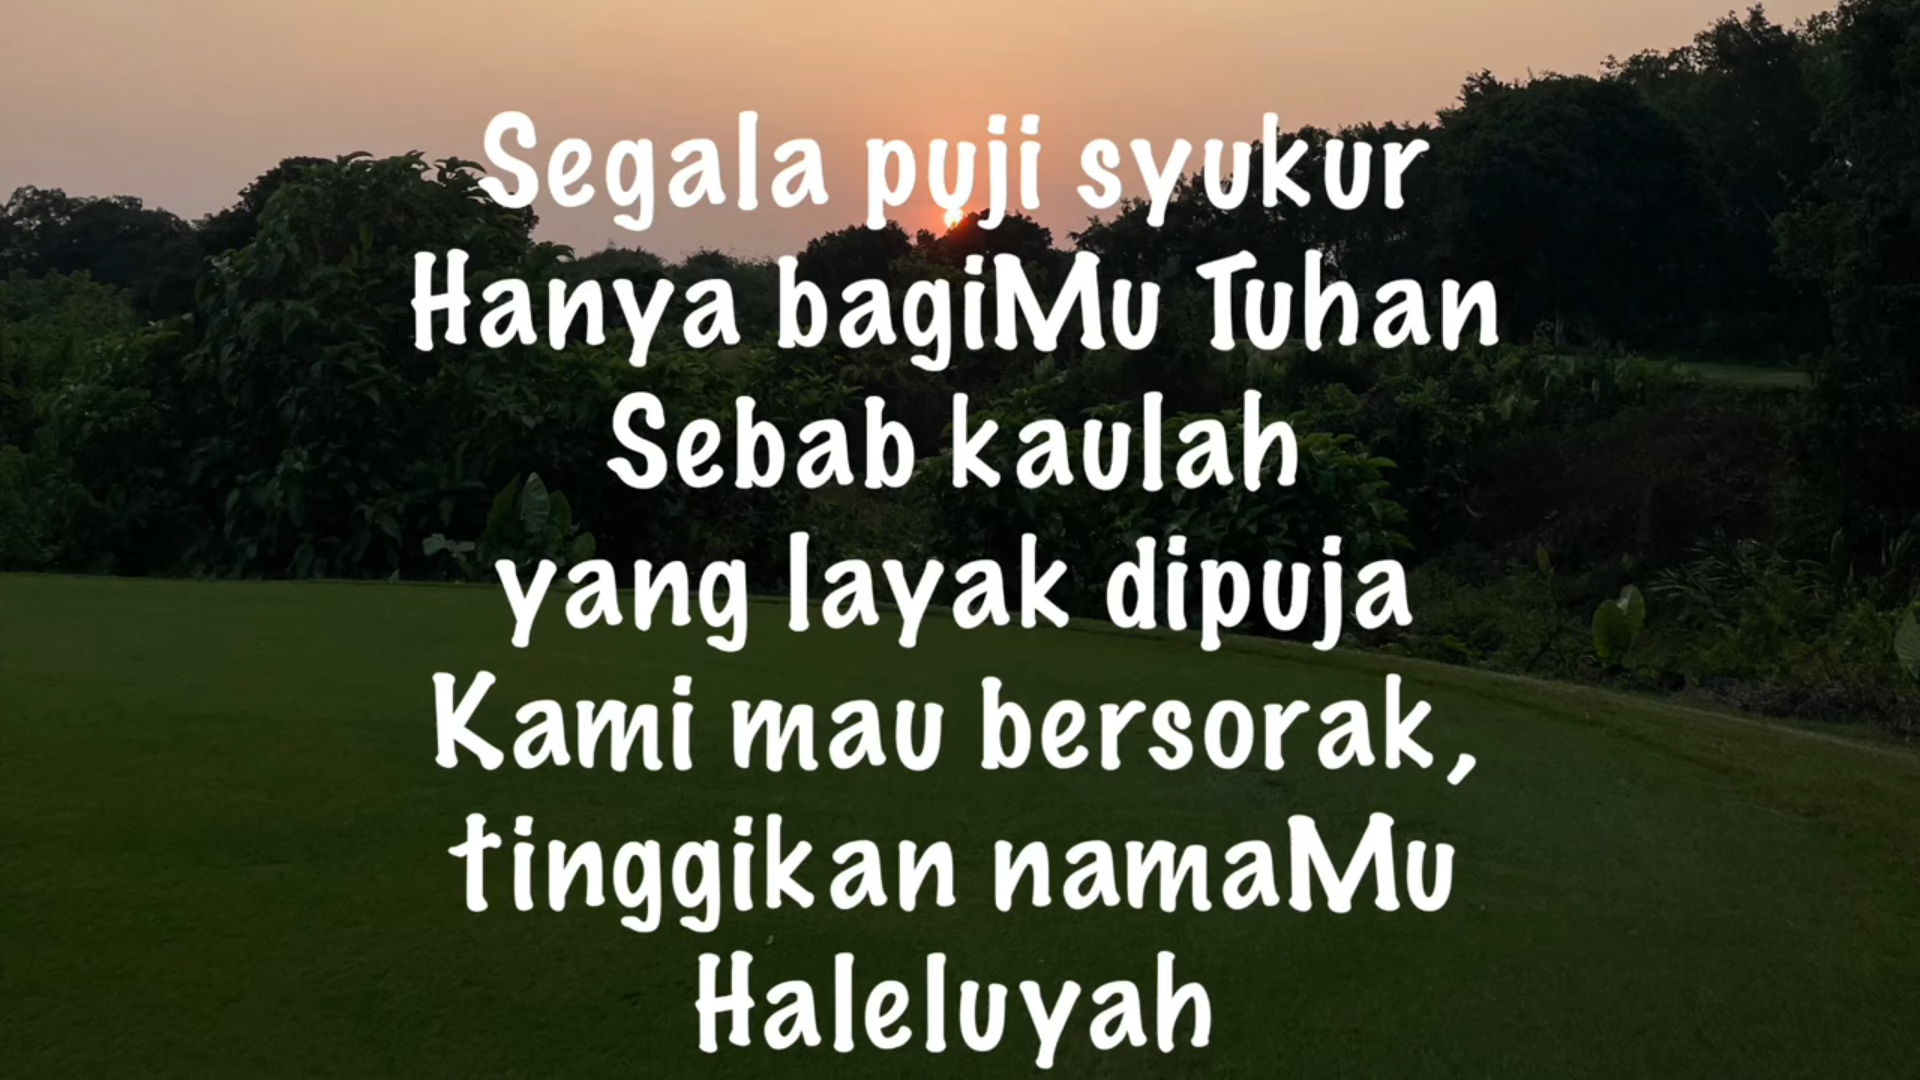 Segala puji syukur
Hanya bagiMu Tuhan
Sebab kaulah
yang layak dipuja
Kami mau bersorak,
tinggikan namaMu
Haleluyah